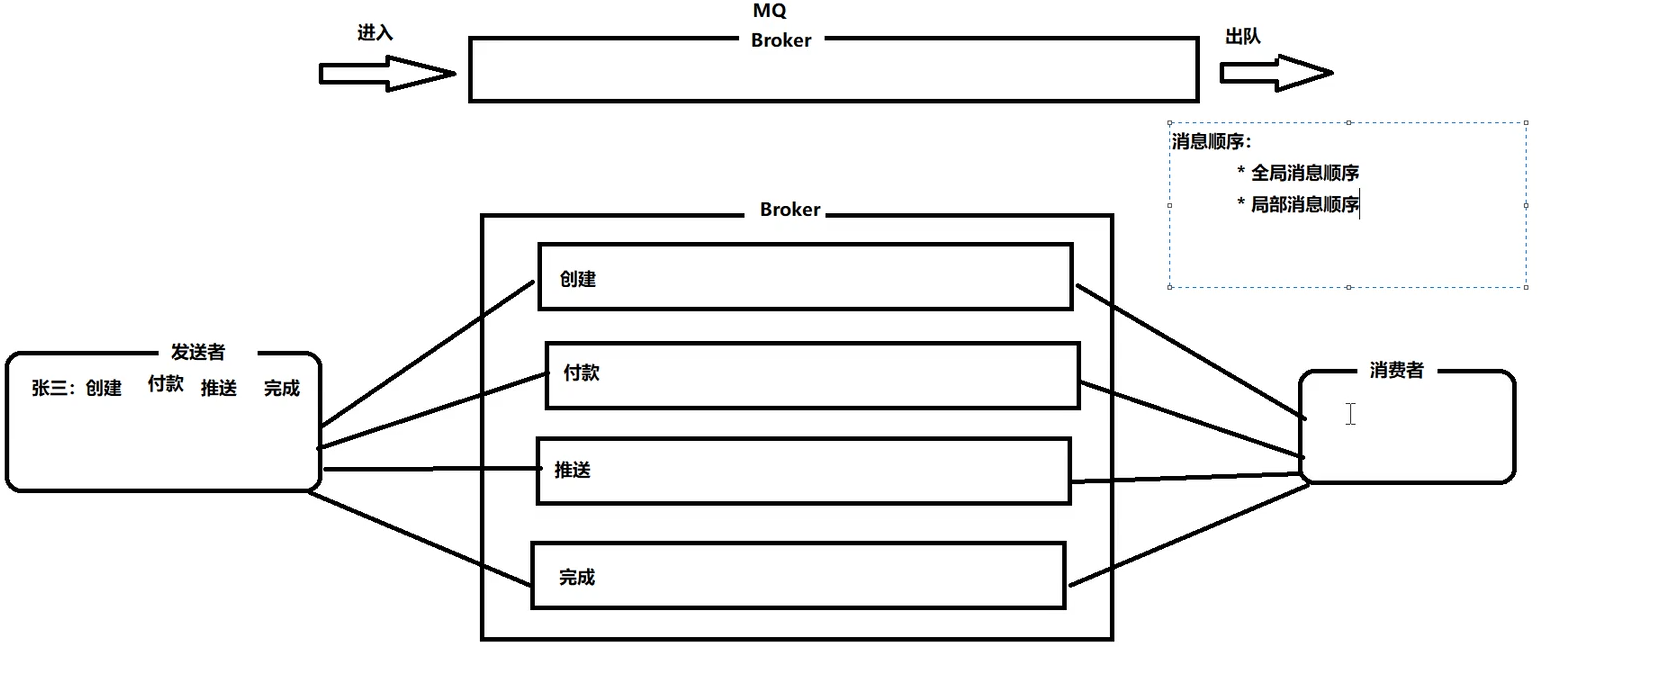 MQ
进入
Broker
出队
消息顺序：
* 全局消息顺序
* 局部消息顺序
Broker
创建
发送者
张三：创建 付款 推送 完成
付款
消费者
推送
完成